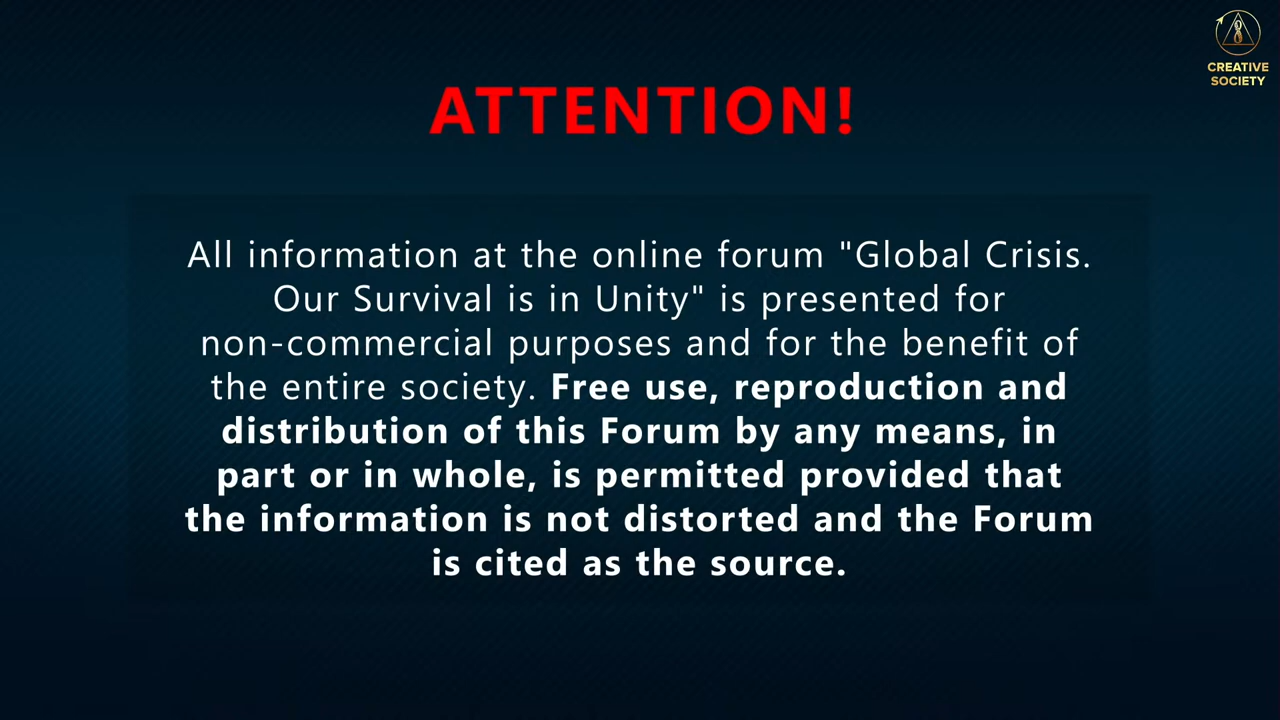 CREATIVE
SOCIETY
ATTENTION!
All information at the online forum "Global Crisis.
Our Survival is in Unity" is presented for
non-commercial purposes and for the benefit of
the entire society. Free use, reproduction and
distribution of this Forum by any means, in
part or in whole, is permitted provided that
the information is not distorted and the Forum
is cited as the source.